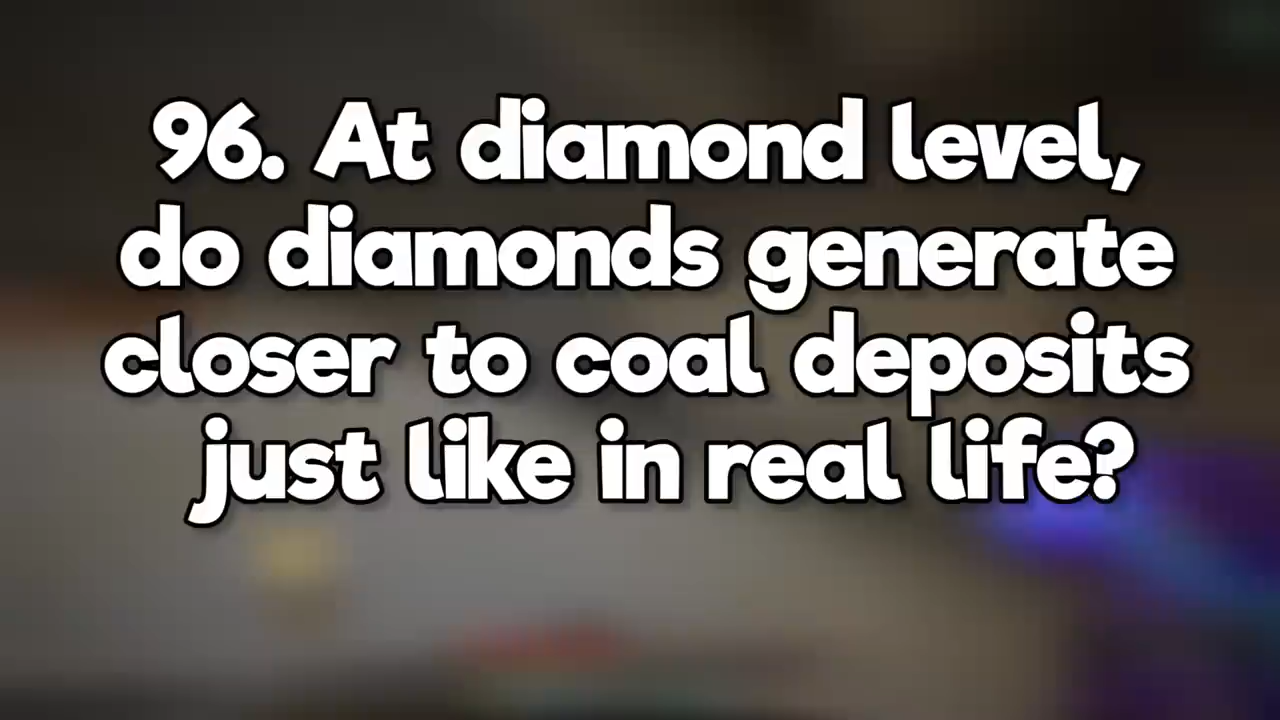 96. At diamond level,
do diamonds generate
closer to coal deposits
just like in real life?